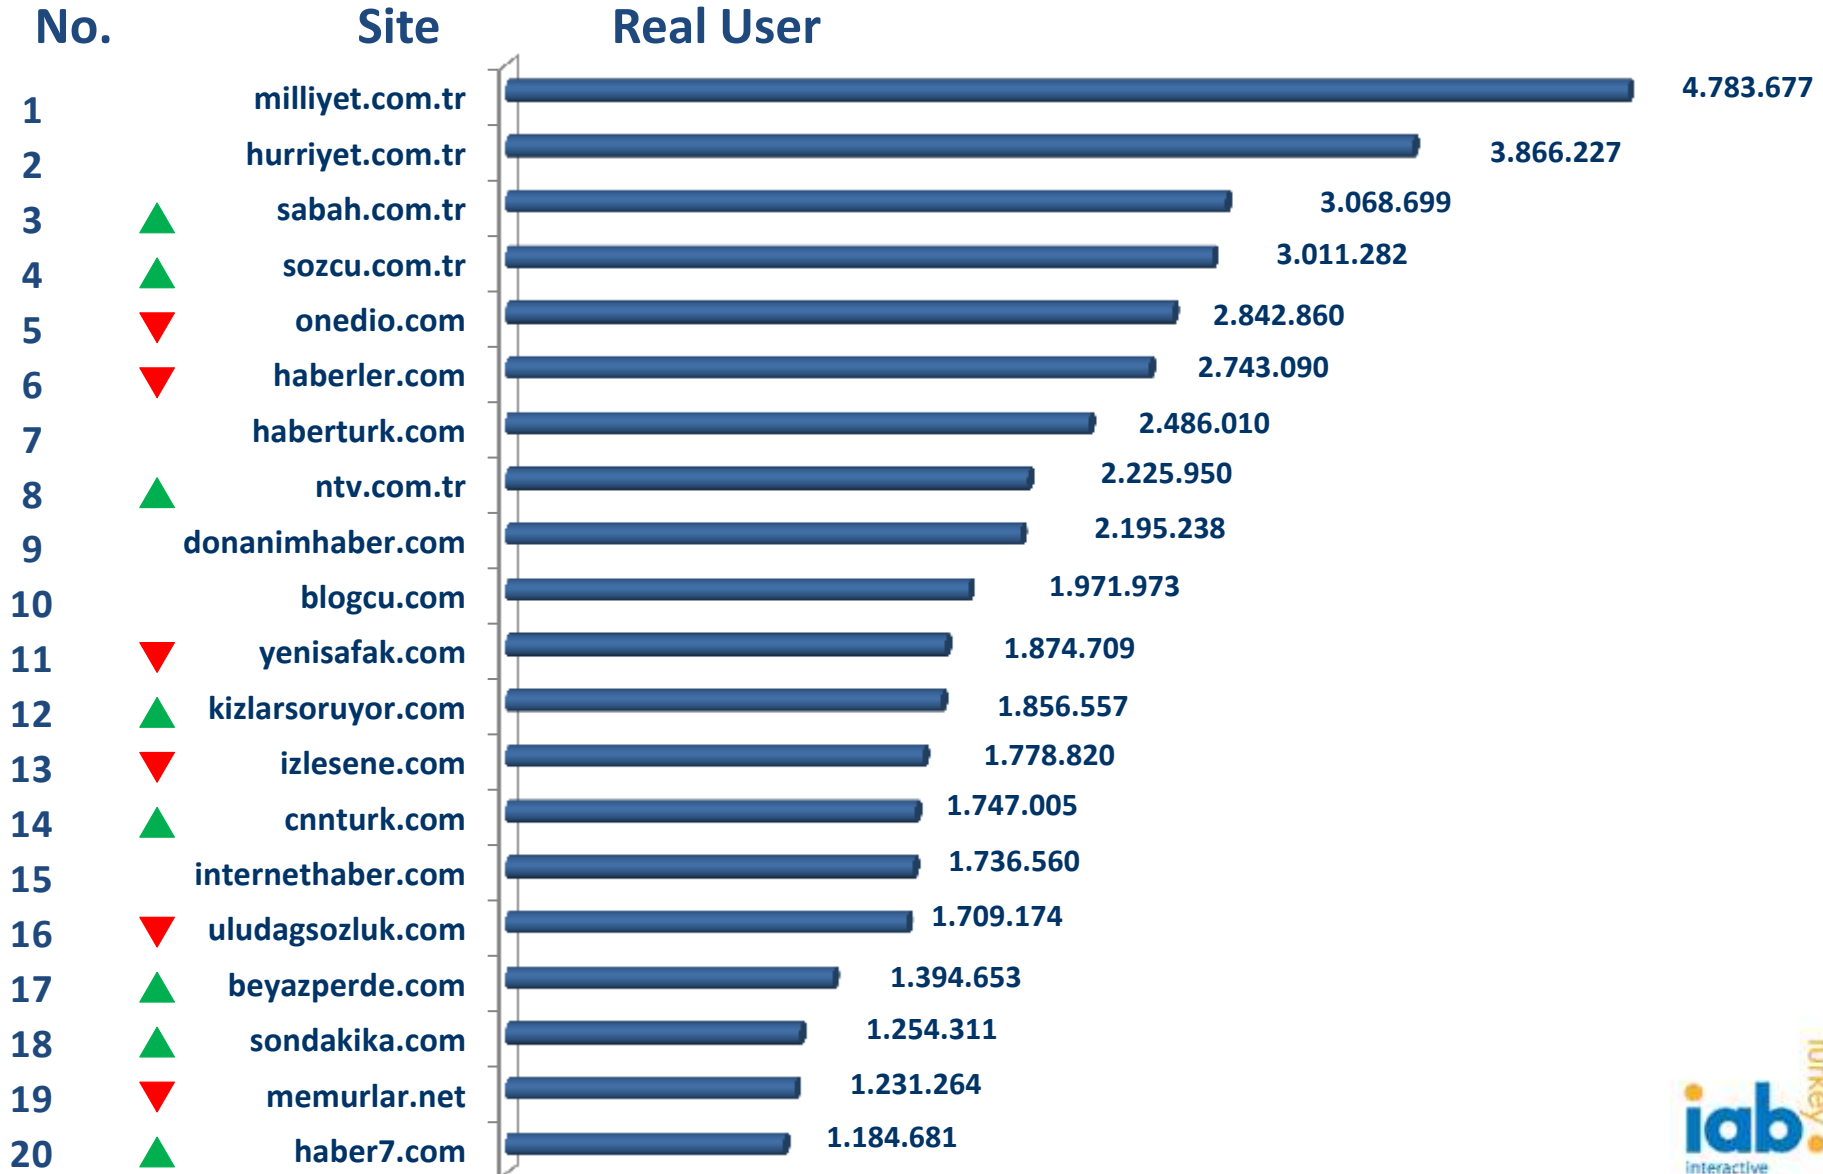 No. Site Real User
1 milliyet.com.tr 4.783.677
2 hurriyet.com.tr 3.866.227
3 sabah.com.tr 3.068.699
4 sozcu.com.tr 3.011.282
5 onedio.com 2.842.860
6 haberler.com 2.743.090
7 haberturk.com 2.486.010
8 ntv.com.tr 2.225.950
9 donanimhaber.com 2.195.238
10 blogcu.com 1.971.973
11 yenisafak.com 1.874.709
12 kizlarsoruyor.com 1.856.557
13 izlesene.com 1.778.820
14 cnnturk.com 1.747.005
15 internethaber.com 1.736.560
16 uludagsozluk.com 1.709.174
17 beyazperde.com 1.394.653
18 sondakika.com 1.254.311
19 memurlar.net 1.231.264
20 haber7.com 1.184.681
iab.
Turkey
interactive